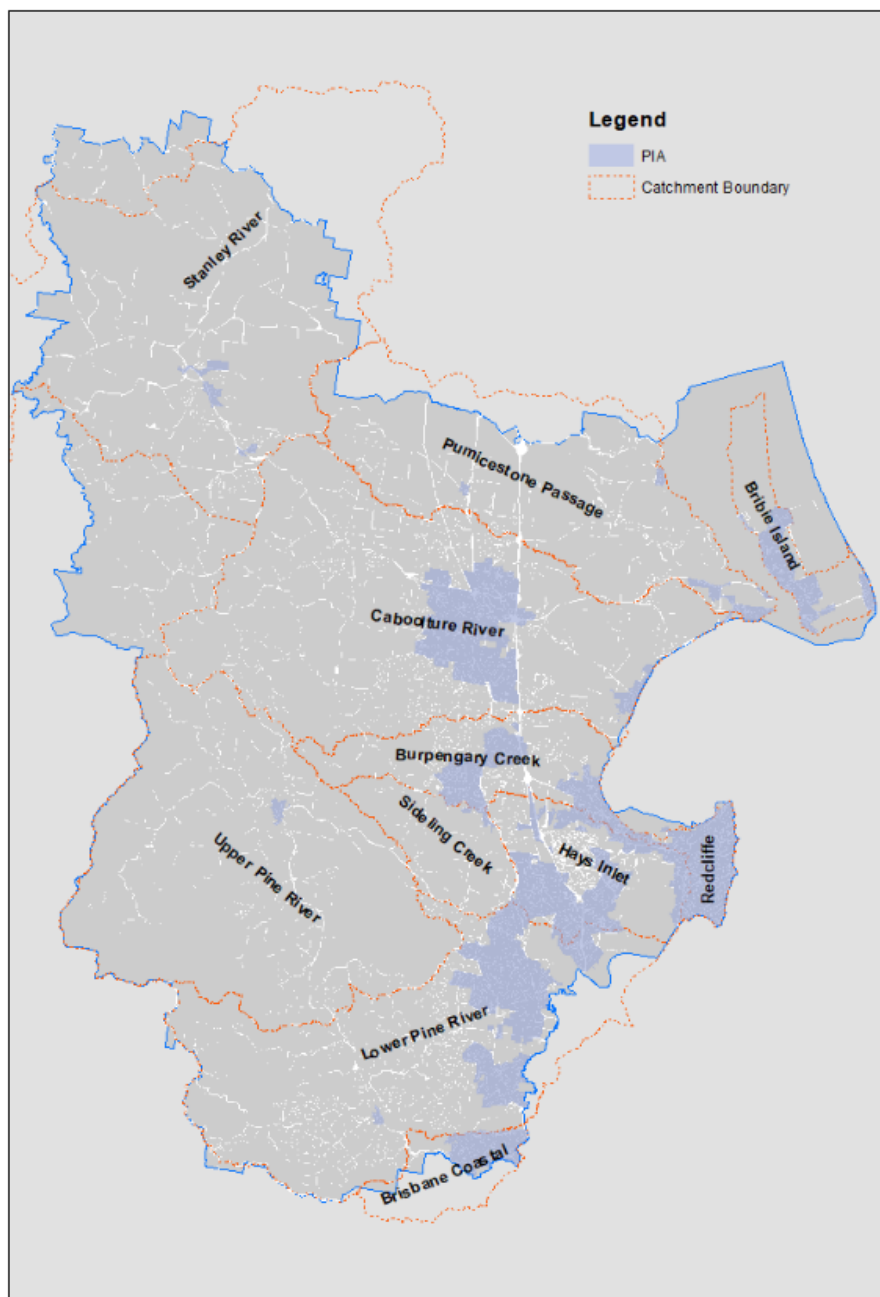 Legend
PIA
Catchment Boundary
Stanley River
Pumicestone Passage
Bribie Island
Caboolture River
Burpengary Creek
Sideling Creek
Hays Inlet
Redcliffe
Upper Pine River
Lower Pine River
Brisbane Coastal